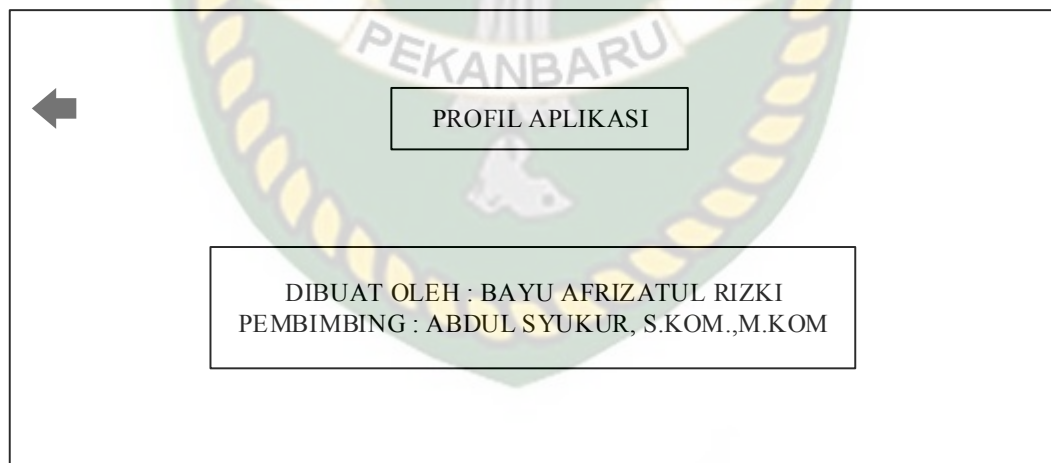 PEKANBARU
PROFIL APLIKASI
DIBUAT OLEH : BAYU AFRIZATUL RIZKI
PEMBIMBING : ABDUL SYUKUR, S.KOM.,M.KOM